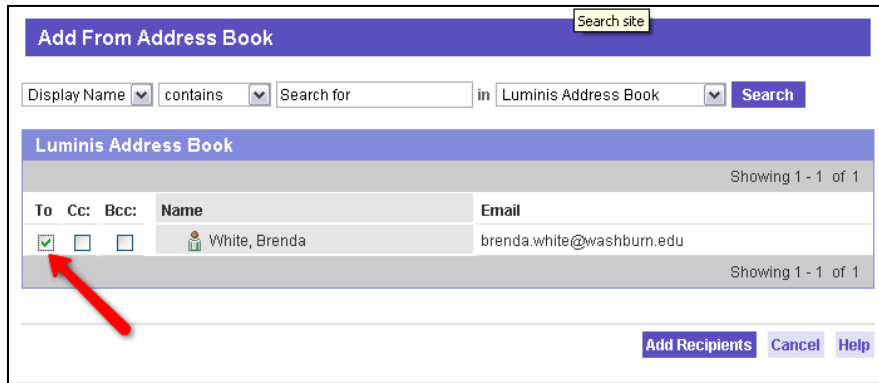 Search site
Add From Address Book
Display Name contains Search for in Luminis Address Book Search
Luminis Address Book
Showing 1 - 1 of 1
To Cc: Bcc: Name Email
White, Brenda brenda.white@washburn.edu
Showing 1 - 1 of 1
Add Recipients Cancel Help